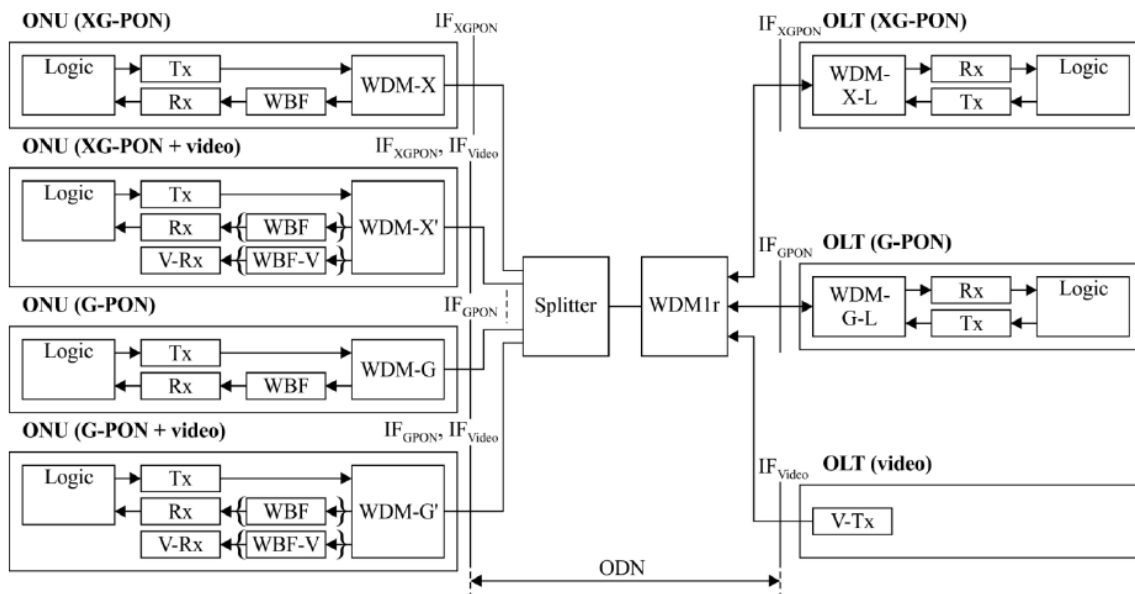 ONU (XG-PON)
Logic
Tx
Rx
WBF
WDM-X
IF_XGPON
ONU (XG-PON + video)
IF_XGPON, IF_Video
Logic
Tx
Rx
{ WBF }
V-Rx
{ WBF-V }
WDM-X'
ONU (G-PON)
IF_GPON
Logic
Tx
Rx
WBF
WDM-G
ONU (G-PON + video)
IF_GPON, IF_Video
Logic
Tx
Rx
{ WBF }
V-Rx
{ WBF-V }
WDM-G'
Splitter
WDM1r
ODN
IF_XGPON
OLT (XG-PON)
WDM-
X-L
Rx
Tx
Logic
IF_GPON
OLT (G-PON)
WDM-
G-L
Rx
Tx
Logic
IF_Video
OLT (video)
V-Tx